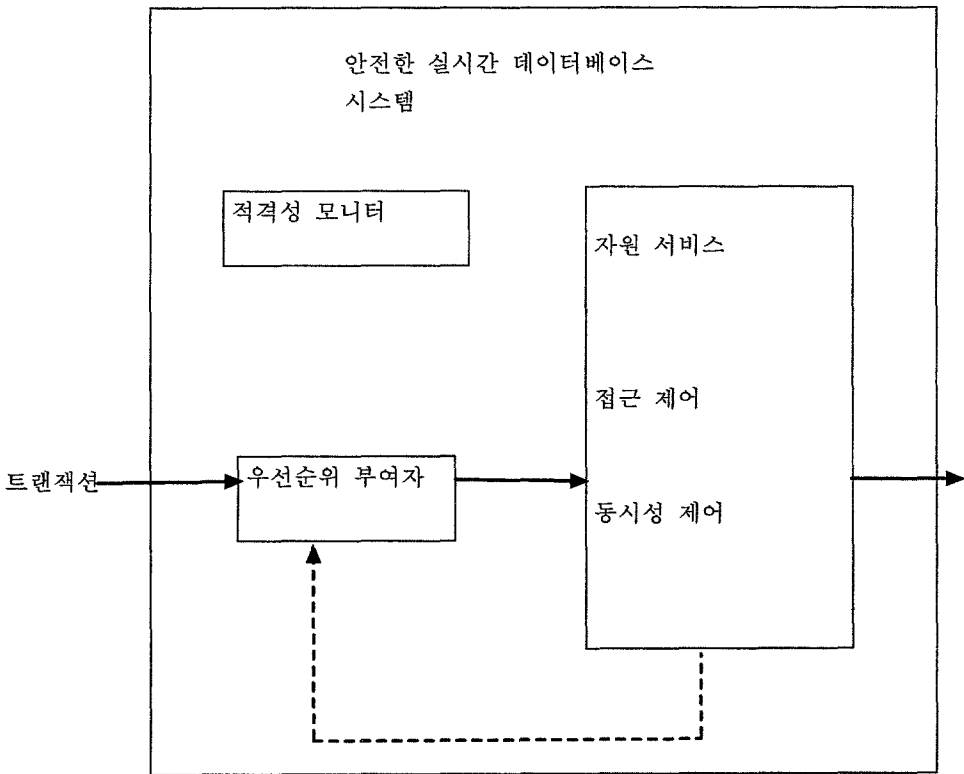 안전한 실시간 데이터베이스
시스템
적격성 모니터
자원 서비스
접근 제어
트랜잭션
우선순위 부여자
동시성 제어